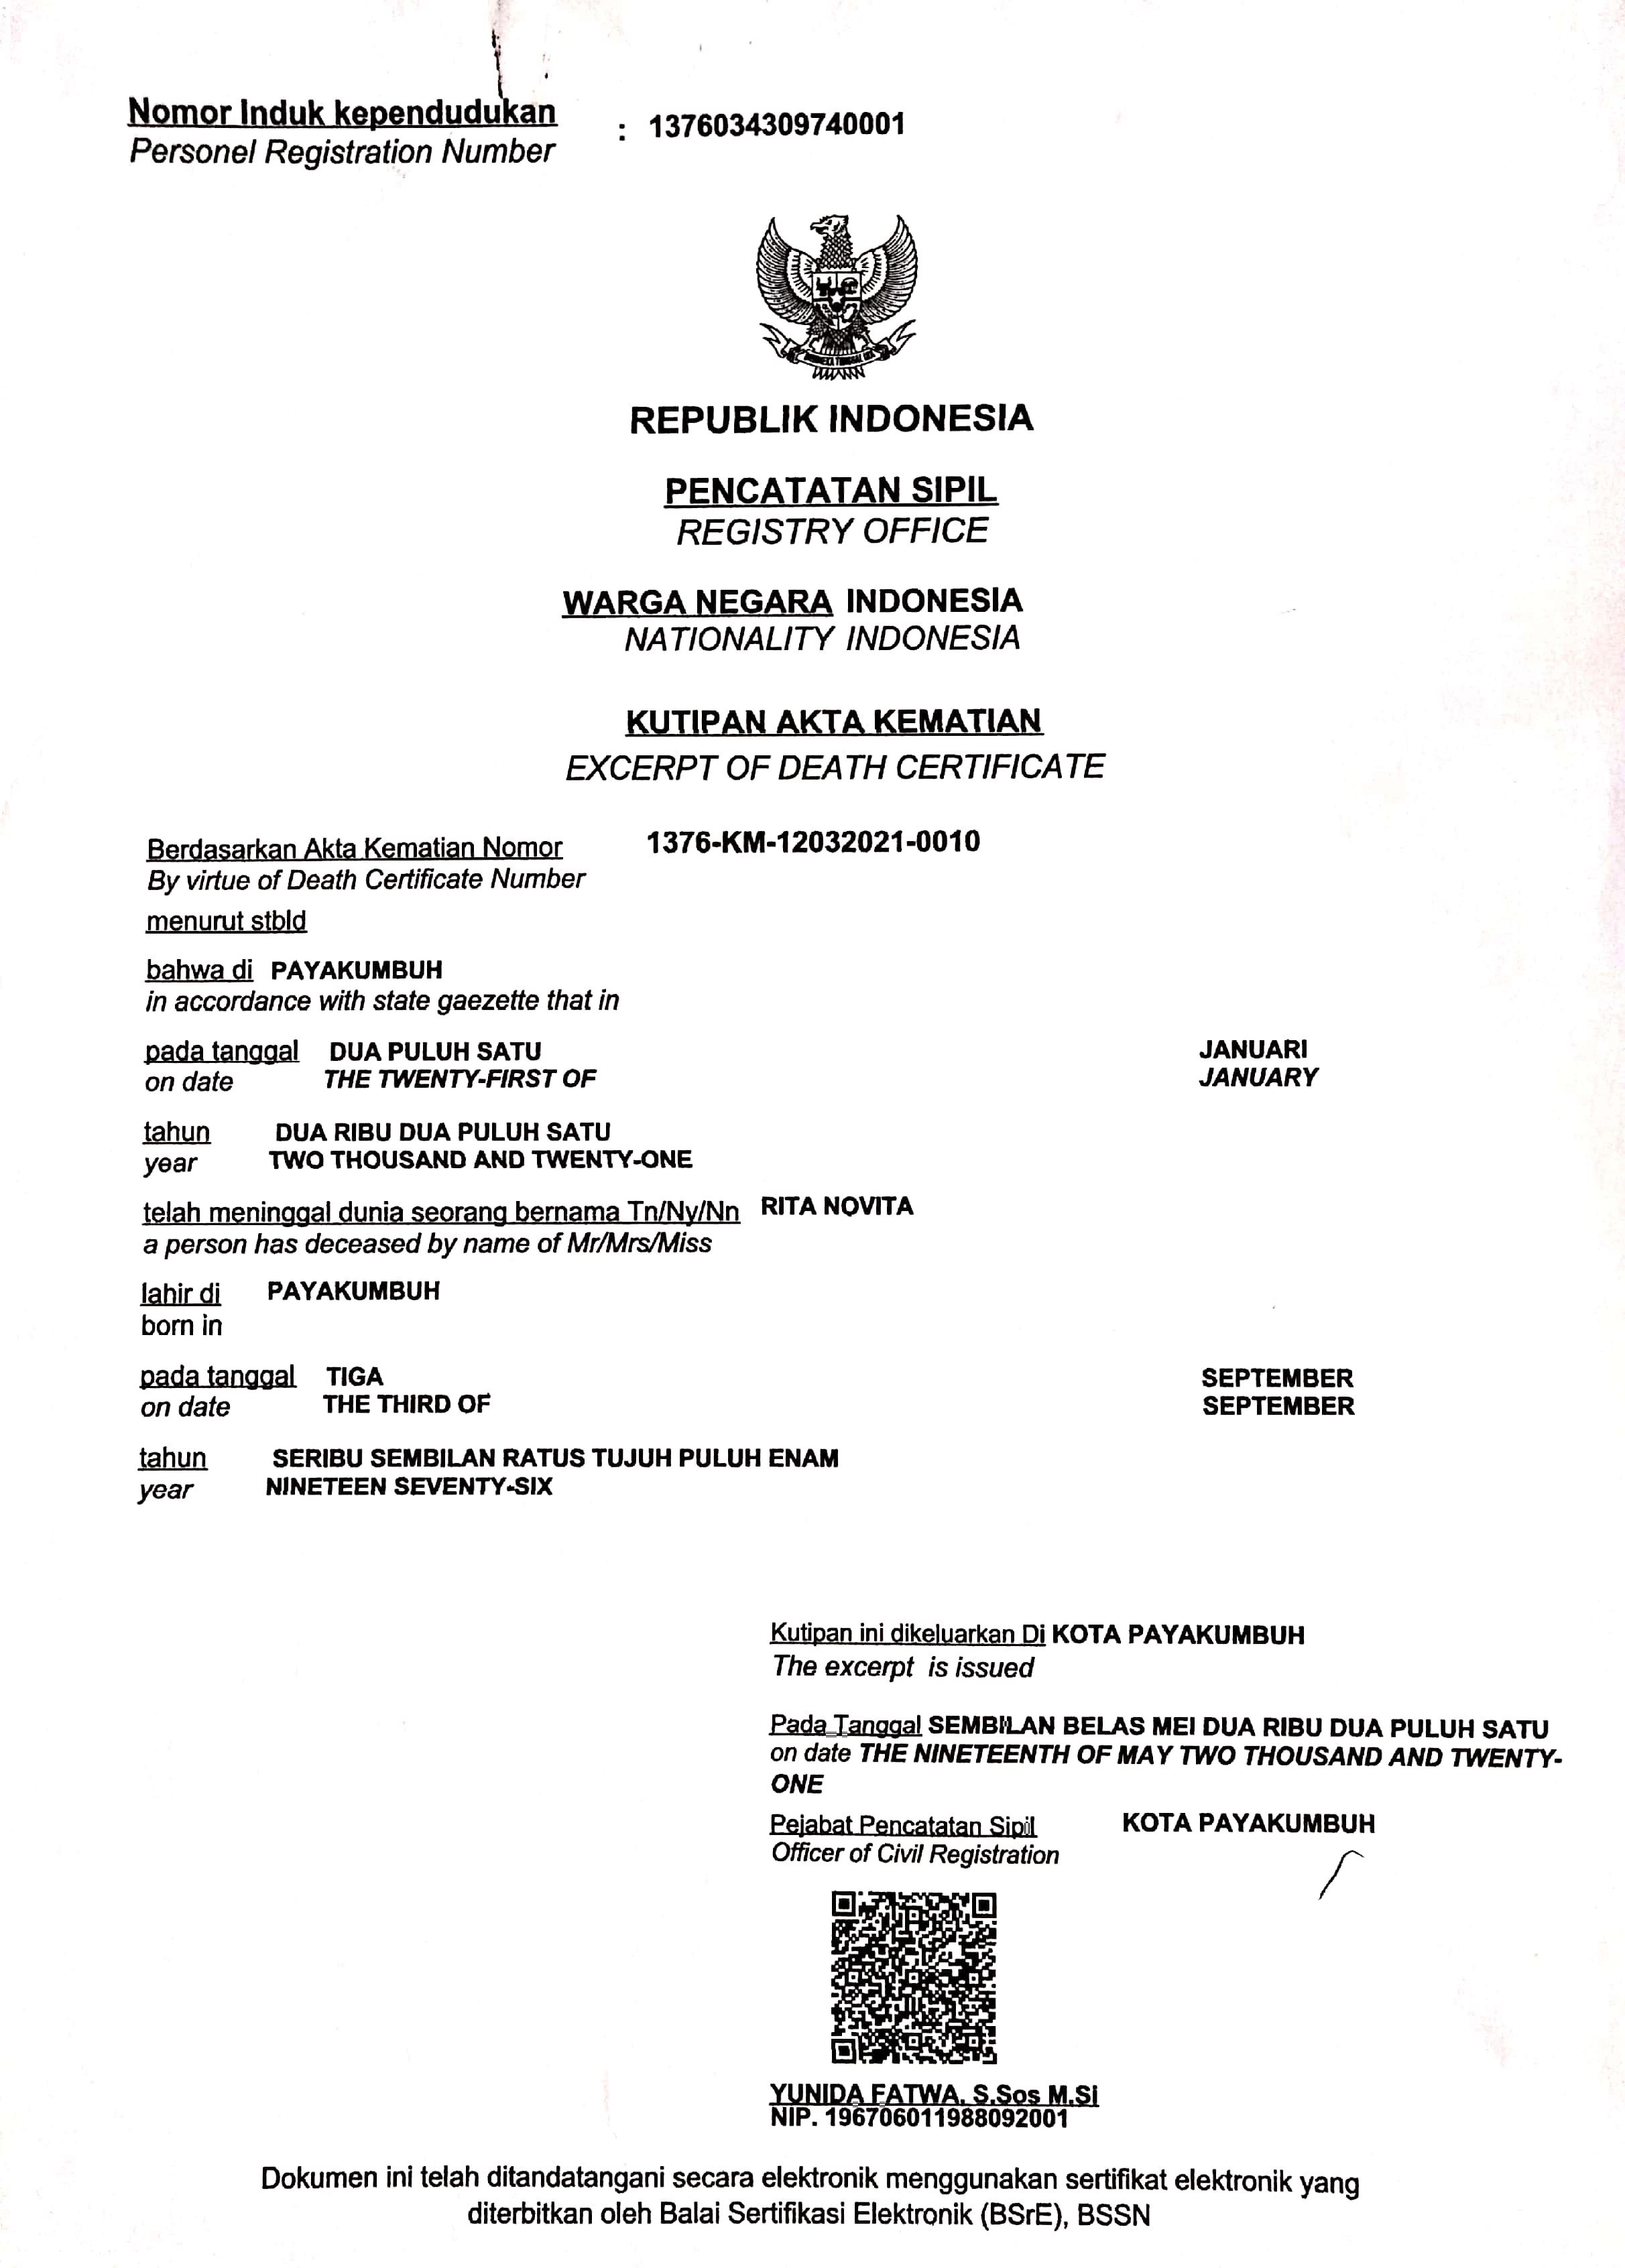 Nomor Induk kependudukan : 1376034309740001
Personel Registration Number
REPUBLIK INDONESIA
PENCATATAN SIPIL
REGISTRY OFFICE
WARGA NEGARA INDONESIA
NATIONALITY INDONESIA
KUTIPAN AKTA KEMATIAN
EXCERPT OF DEATH CERTIFICATE
Berdasarkan Akta Kematian Nomor 1376-KM-12032021-0010
By virtue of Death Certificate Number
menurut stbld
bahwa di PAYAKUMBUH
in accordance with state gaezette that in
pada tanggal DUA PULUH SATU JANUARI
on date THE TWENTY-FIRST OF JANUARY
tahun DUA RIBU DUA PULUH SATU
year TWO THOUSAND AND TWENTY-ONE
telah meninggal dunia seorang bernama Tn/Ny/Nn RITA NOVITA
a person has deceased by name of Mr/Mrs/Miss
lahir di PAYAKUMBUH
born in
pada tanggal TIGA SEPTEMBER
on date THE THIRD OF SEPTEMBER
tahun SERIBU SEMBILAN RATUS TUJUH PULUH ENAM
year NINETEEN SEVENTY-SIX
Kutipan ini dikeluarkan Di KOTA PAYAKUMBUH
The excerpt is issued
Pada Tanggal SEMBILAN BELAS MEI DUA RIBU DUA PULUH SATU
on date THE NINETEENTH OF MAY TWO THOUSAND AND TWENTY-
ONE
Pejabat Pencatatan Sipil KOTA PAYAKUMBUH
Officer of Civil Registration
YUNIDA FATWA, S.Sos M.Si
NIP. 196706011988092001
Dokumen ini telah ditandatangani secara elektronik menggunakan sertifikat elektronik yang
diterbitkan oleh Balai Sertifikasi Elektronik (BSrE), BSSN